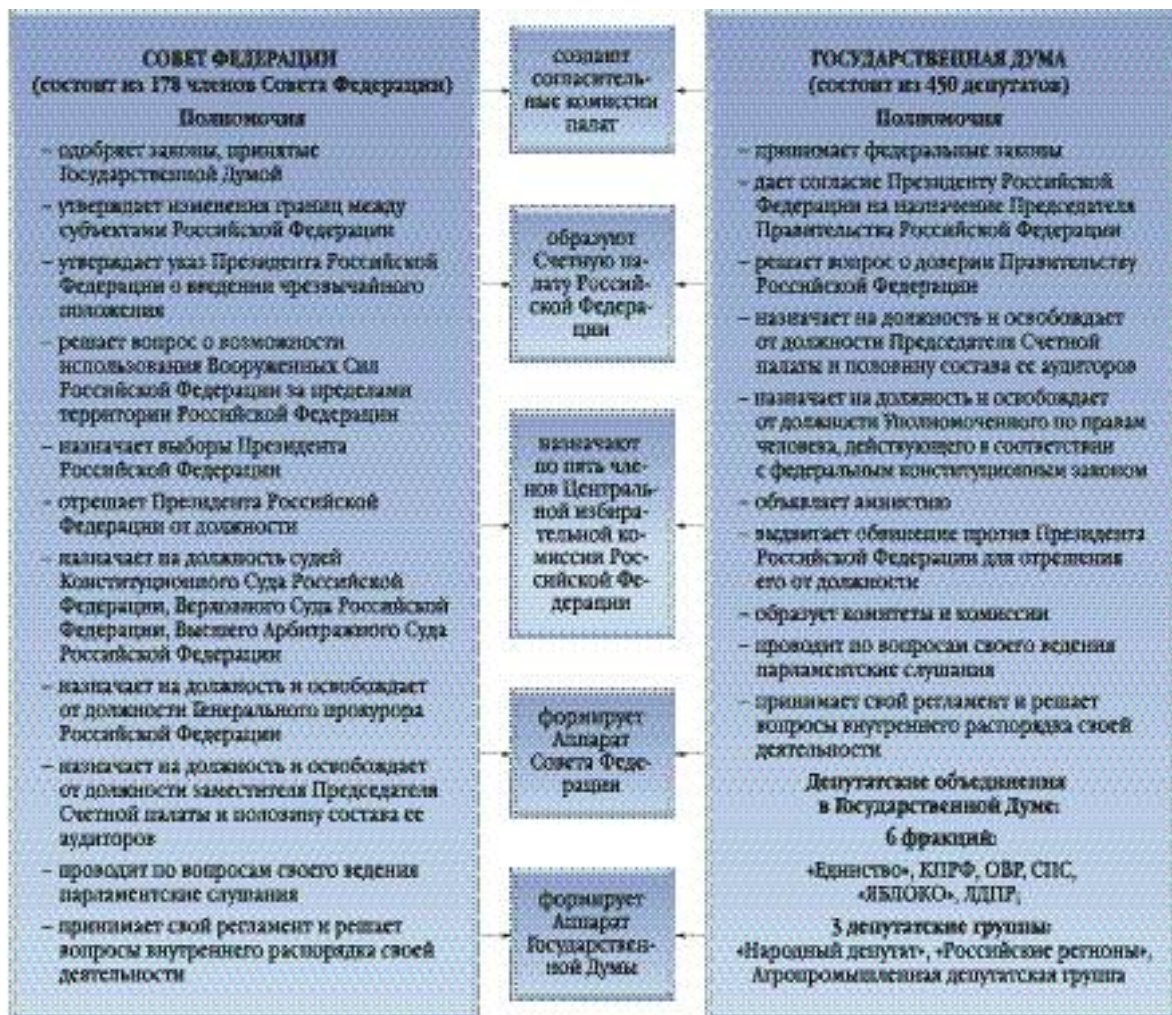 СОВЕТ ФЕДЕРАЦИИ
(состоит из 178 членов Совета Федерации)
Полномочия
– одобряет законы, принятые
Государственной Думой
– утверждает изменения границ между
субъектами Российской Федерации
– утверждает указ Президента Российской
Федерации о введении чрезвычайного
положения
– решает вопрос о возможности
использования Вооруженных Сил
Российской Федерации за пределами
территории Российской Федерации
– назначает выборы Президента
Российской Федерации
– отрешает Президента Российской
Федерации от должности
– назначает на должность судей
Конституционного Суда Российской
Федерации, Верховного Суда Российской
Федерации, Высшего Арбитражного Суда
Российской Федерации
– назначает на должность и освобождает
от должности Генерального прокурора
Российской Федерации
– назначает на должность и освобождает
от должности заместителя Председателя
Счетной палаты и половину состава ее
аудиторов
– проводит по вопросам своего ведения
парламентские слушания
– принимает свой регламент и решает
вопросы внутреннего распорядка своей
деятельности
создают
согласитель-
ные комиссии
палат
образуют
Счетную па-
лату Россий-
ской Федера-
ции
назначают
по пять чле-
нов Централь-
ной избира-
тельной ко-
миссии Рос-
сийской Фе-
дерации
формирует
Аппарат
Совета Феде-
рации
формирует
Аппарат
Государствен-
ной Думы
ГОСУДАРСТВЕННАЯ ДУМА
(состоит из 450 депутатов)
Полномочия
– принимает федеральные законы
– дает согласие Президенту Российской
Федерации на назначение Председателя
Правительства Российской Федерации
– решает вопрос о доверии Правительству
Российской Федерации
– назначает на должность и освобождает
от должности Председателя Счетной
палаты и половину состава ее аудиторов
– назначает на должность и освобождает
от должности Уполномоченного по правам
человека, действующего в соответствии
с федеральным конституционным законом
– объявляет амнистию
– выдвигает обвинение против Президента
Российской Федерации для отрешения
его от должности
– образует комитеты и комиссии
– проводит по вопросам своего ведения
парламентские слушания
– принимает свой регламент и решает
вопросы внутреннего распорядка своей
деятельности
Депутатские объединения
в Государственной Думе:
6 фракций:
«Единство», КПРФ, ОВР, СПС,
«ЯБЛОКО», ЛДПР;
3 депутатские группы:
«Народный депутат», «Российские регионы»,
Агропромышленная депутатская группа